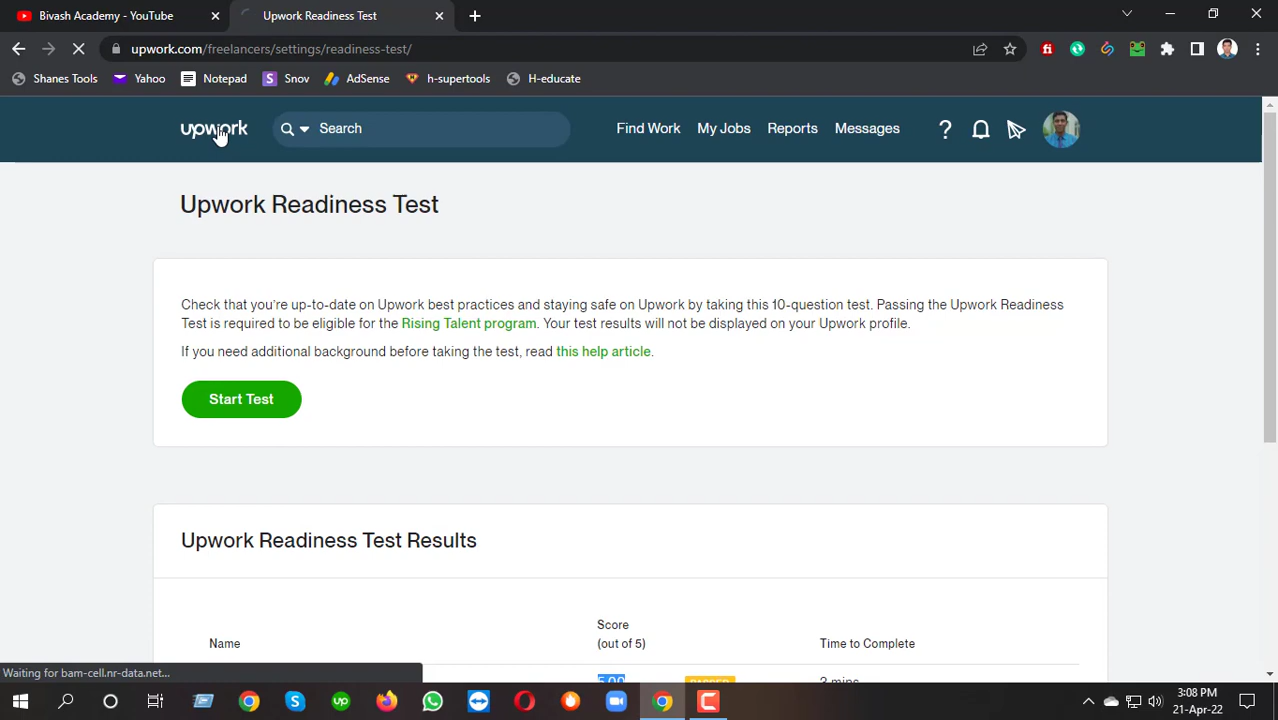 Bivash Academy - YouTube
Upwork Readiness Test
upwork.com/freelancers/settings/readiness-test/
Shanes Tools
Yahoo
Notepad
S Snov
AdSense
h-supertools
H-educate
upwork
Search
Find Work
My Jobs
Reports
Messages
?
Upwork Readiness Test
Check that you're up-to-date on Upwork best practices and staying safe on Upwork by taking this 10-question test. Passing the Upwork Readiness
Test is required to be eligible for the Rising Talent program. Your test results will not be displayed on your Upwork profile.
If you need additional background before taking the test, read this help article.
Start Test
Upwork Readiness Test Results
Name
Score
(out of 5)
Time to Complete
5.00
PASSED
3 mins
Waiting for bam-cell.nr-data.net...
3:08 PM
21-Apr-22